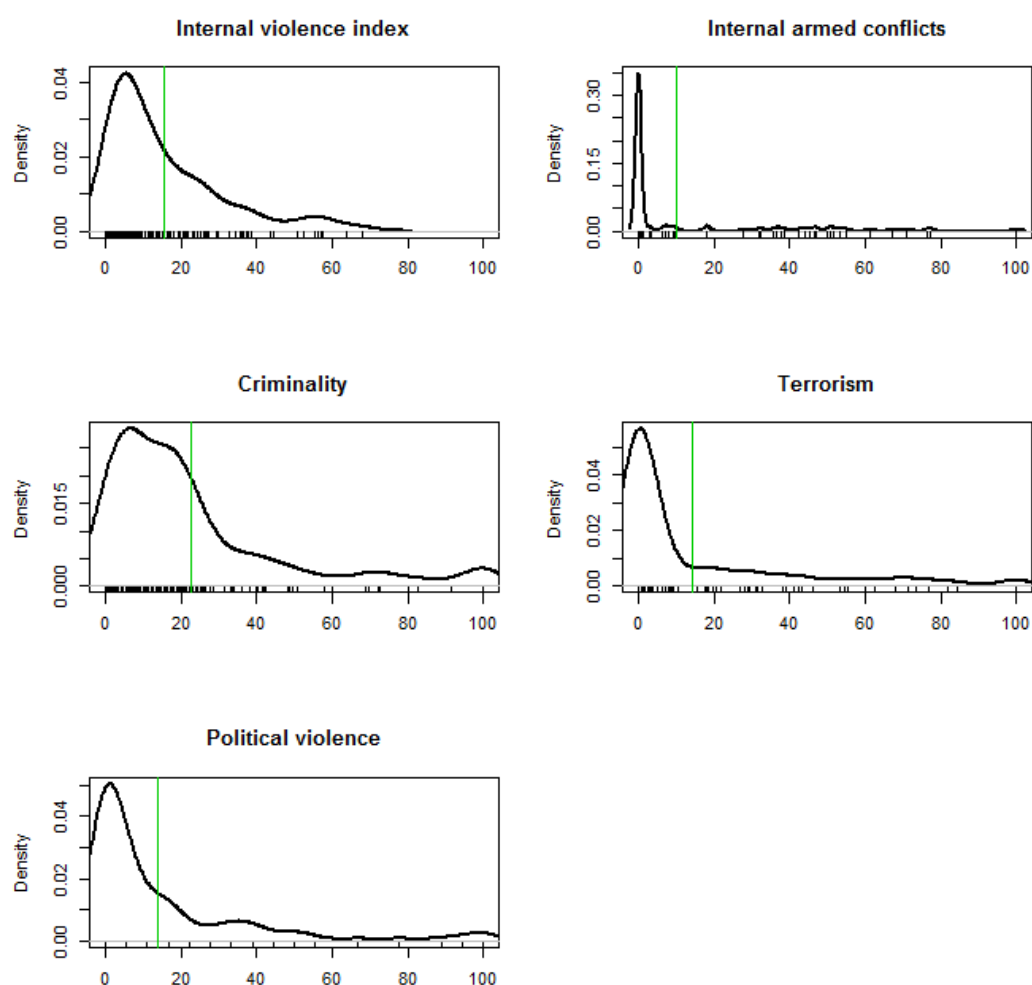 Internal violence index
Density
0.00 0.02 0.04
0 20 40 60 80 100
Internal armed conflicts
Density
0.00 0.15 0.30
0 20 40 60 80 100
Criminality
Density
0.000 0.015
0 20 40 60 80 100
Terrorism
Density
0.00 0.02 0.04
0 20 40 60 80 100
Political violence
Density
0.00 0.02 0.04
0 20 40 60 80 100